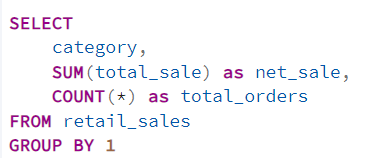 SELECT
    category,
    SUM(total_sale) as net_sale,
    COUNT(*) as total_orders
FROM retail_sales
GROUP BY 1